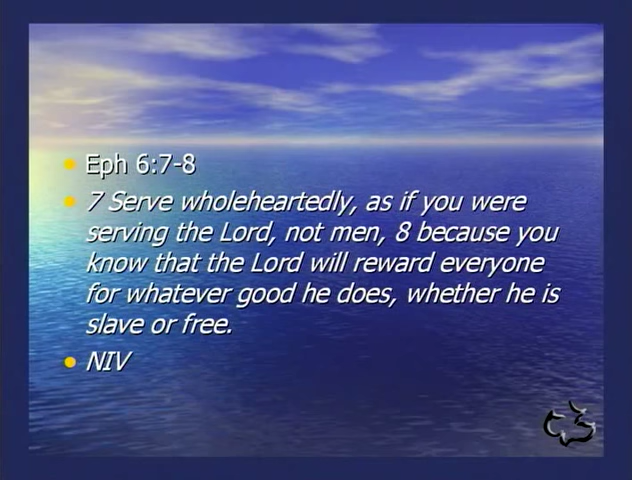 Eph 6:7-8
7 Serve wholeheartedly, as if you were
serving the Lord, not men, 8 because you
know that the Lord will reward everyone
for whatever good he does, whether he is
slave or free.
NIV